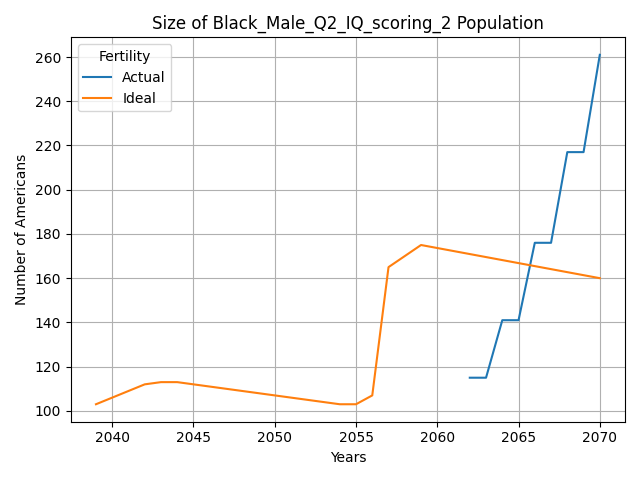 Size of Black_Male_Q2_IQ_scoring_2 Population
Fertility
Actual
Ideal
Number of Americans
260
240
220
200
180
160
140
120
100
2040
2045
2050
2055
2060
2065
2070
Years